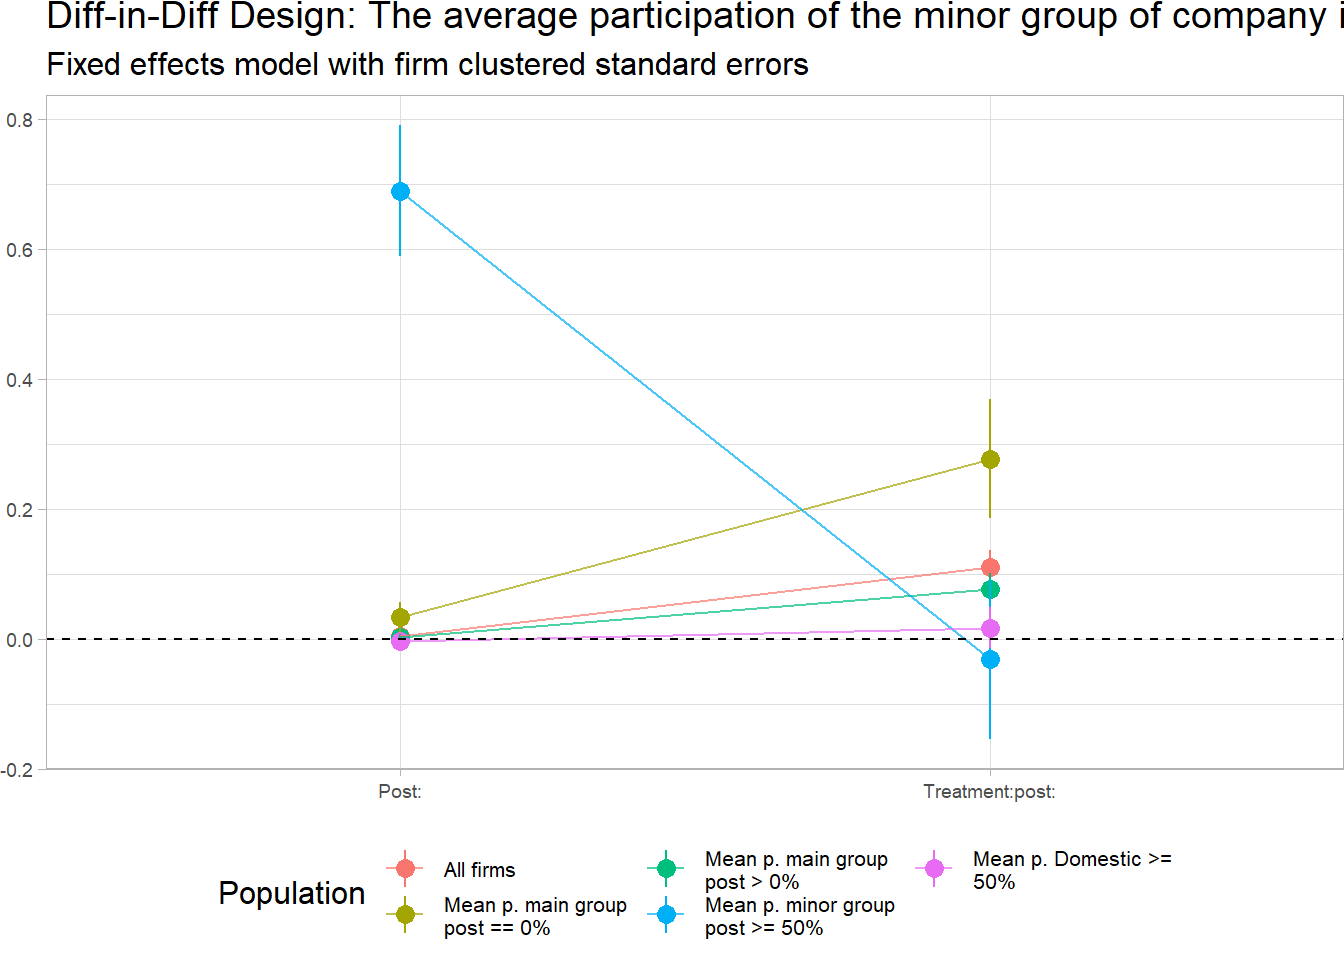 Diff-in-Diff Design: The average participation of the minor group of company i
Fixed effects model with firm clustered standard errors
0.8
0.6
0.4
0.2
0.0
-0.2
Post:
Treatment:post:
Population
All firms
Mean p. main group
post == 0%
Mean p. main group
post > 0%
Mean p. minor group
post >= 50%
Mean p. Domestic >=
50%